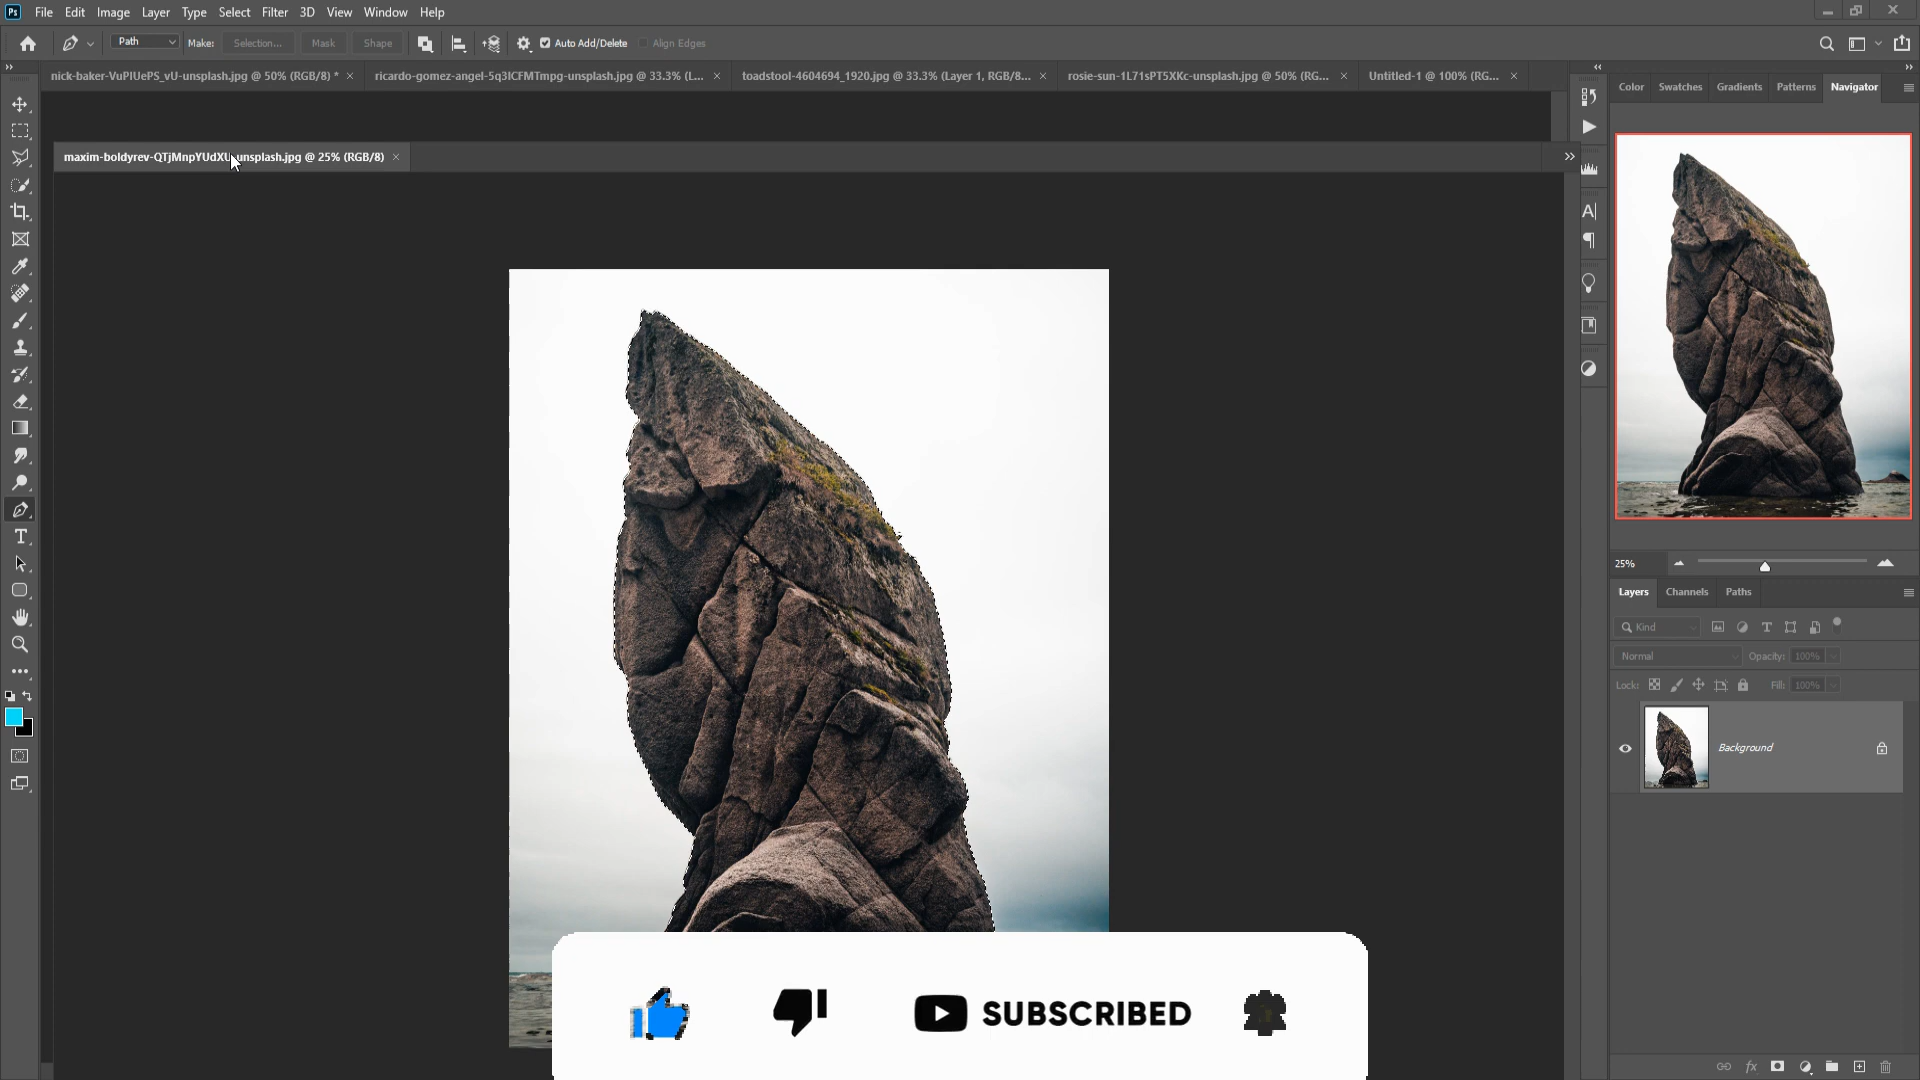 Ps File Edit Image Layer Type Select Filter 3D View Window Help
Path Make: Selection... Mask Shape Auto Add/Delete Align Edges
nick-baker-VuPIUePS_vU-unsplash.jpg @ 50% (RGB/8) * ricardo-gomez-angel-5q3ICFMTmpg-unsplash.jpg @ 33.3% (L... toadstool-4604694_1920.jpg @ 33.3% (Layer 1, RGB/8... rosie-sun-1L71sPT5XKc-unsplash.jpg @ 50% (RG... Untitled-1 @ 100% (RG...
Color Swatches Gradients Patterns Navigator
maxim-boldyrev-QTjMnpYUdXU-unsplash.jpg @ 25% (RGB/8)
25%
Layers Channels Paths
Kind
Normal Opacity: 100%
Lock: Fill: 100%
Background
SUBSCRIBED
fx